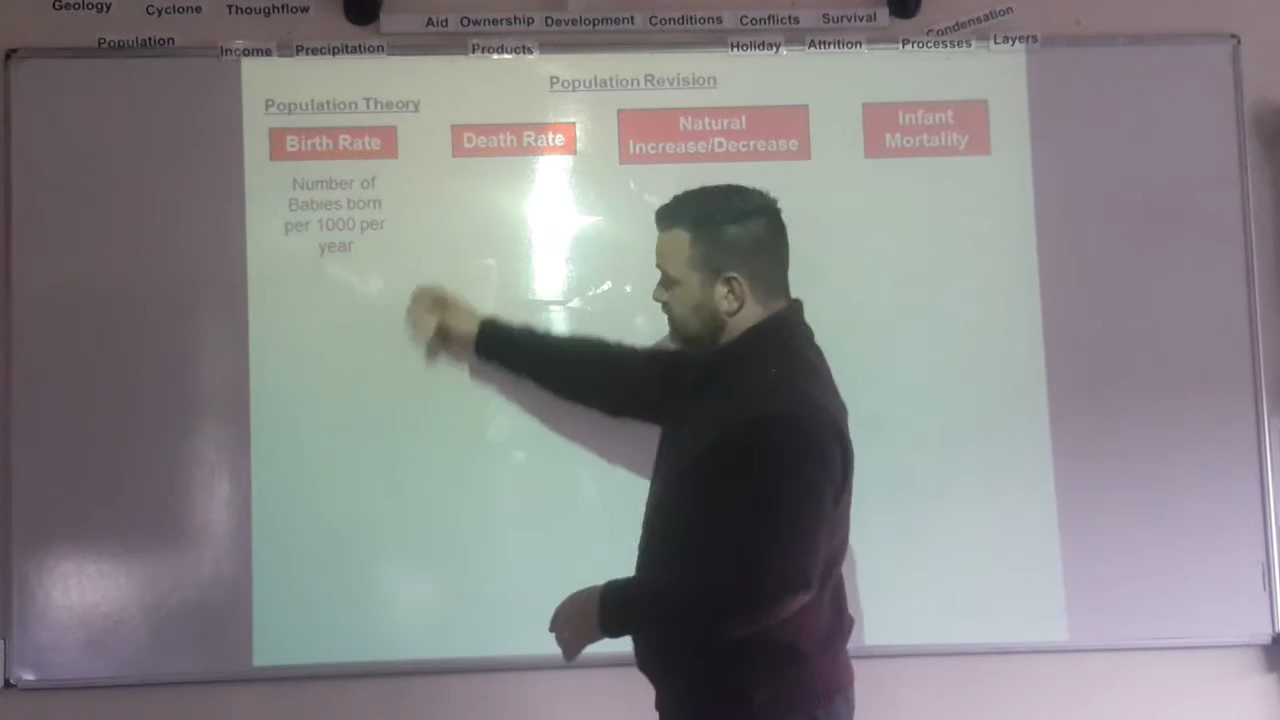 Geology Cyclone Thoughflow
Aid Ownership Development Conditions Conflicts Survival
Condensation
Population
Income Precipitation Products Holiday Attrition Processes Layers
Population Revision
Population Theory
Birth Rate
Death Rate
Natural
Increase/Decrease
Infant
Mortality
Number of
Babies born
per 1000 per
year